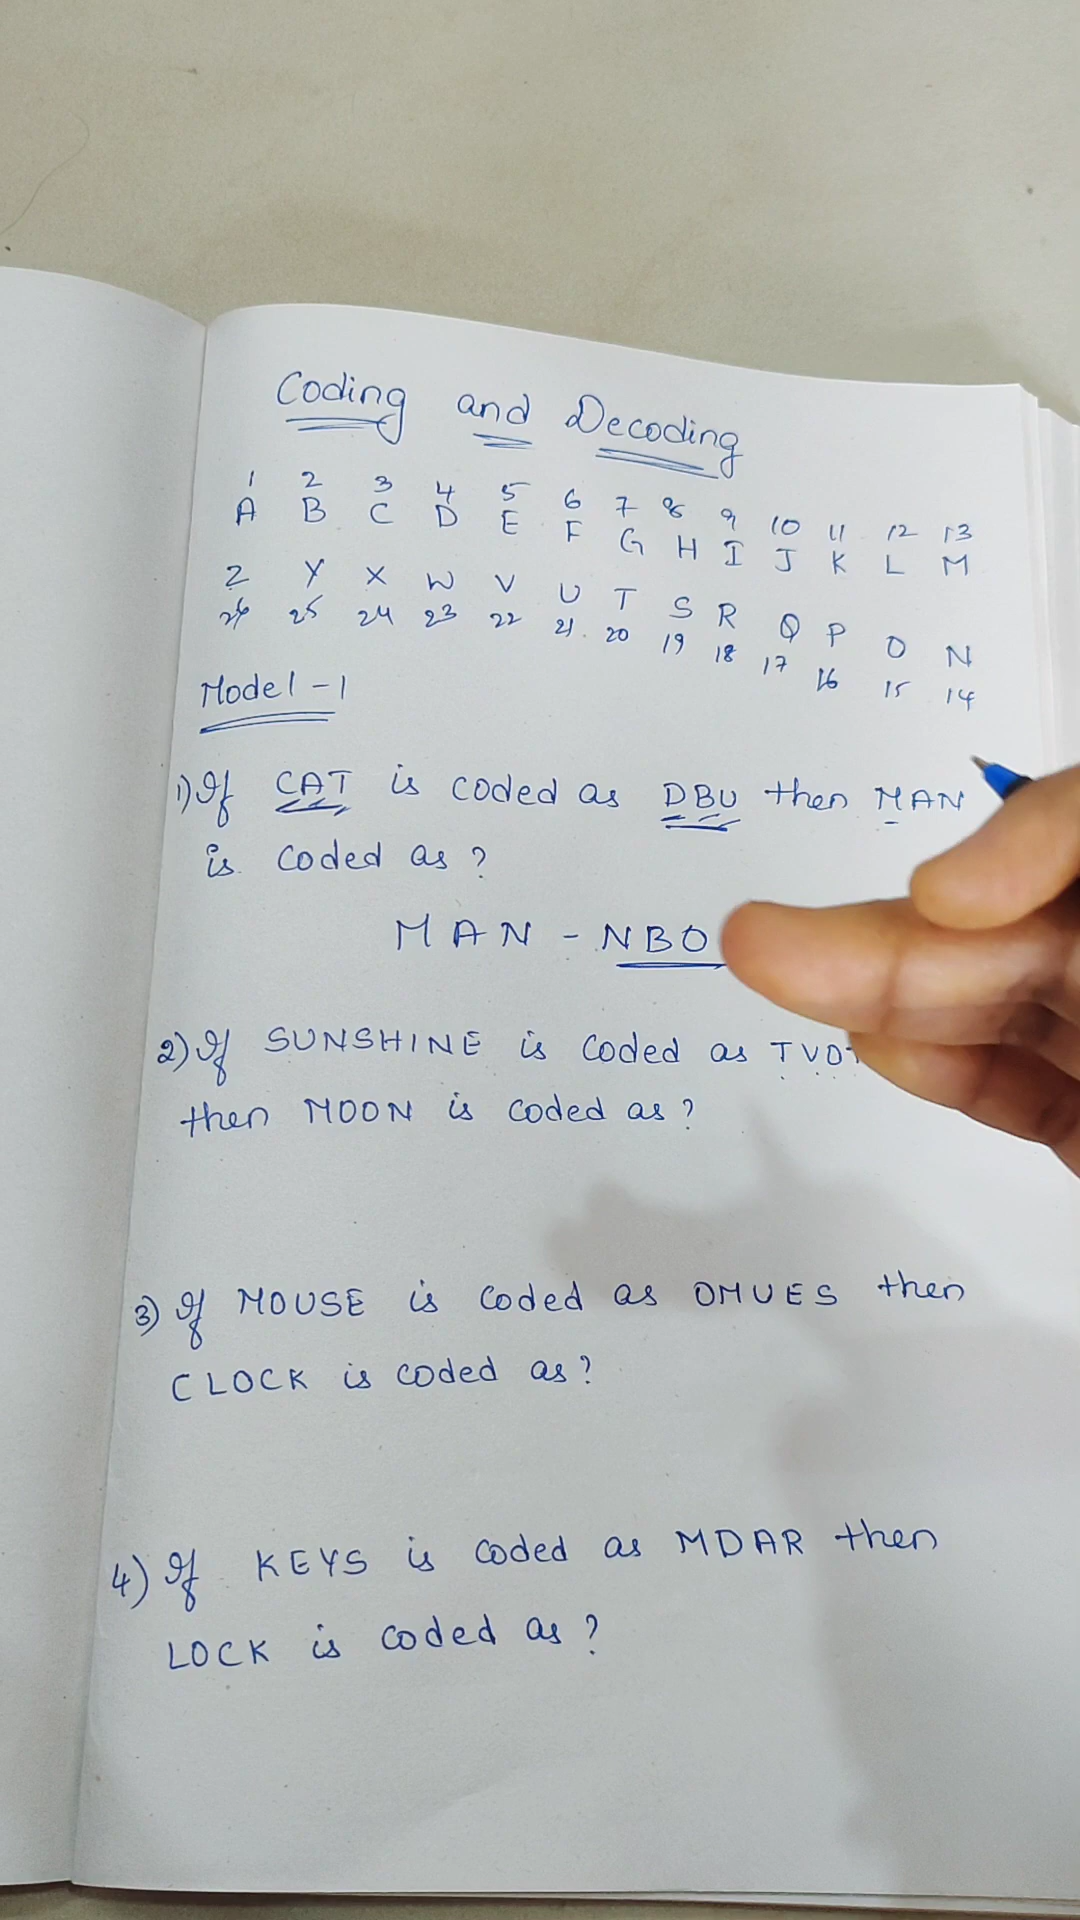 Coding and Decoding
1 2 3 4 5 6 7 8 9 10 11 12 13
A B C D E F G H I J K L M
Z Y X W V U T S R Q P O N
26 25 24 23 22 21 20 19 18 17 16 15 14
Model-1
1) If CAT is coded as DBU then MAN
is coded as ?
MAN - NBO
2) If SUNSHINE is coded as
then MOON is coded as ?
3) If MOUSE is coded as OMUES then
CLOCK is coded as ?
4) If KEYS is coded as MDAR then
LOCK is coded as ?